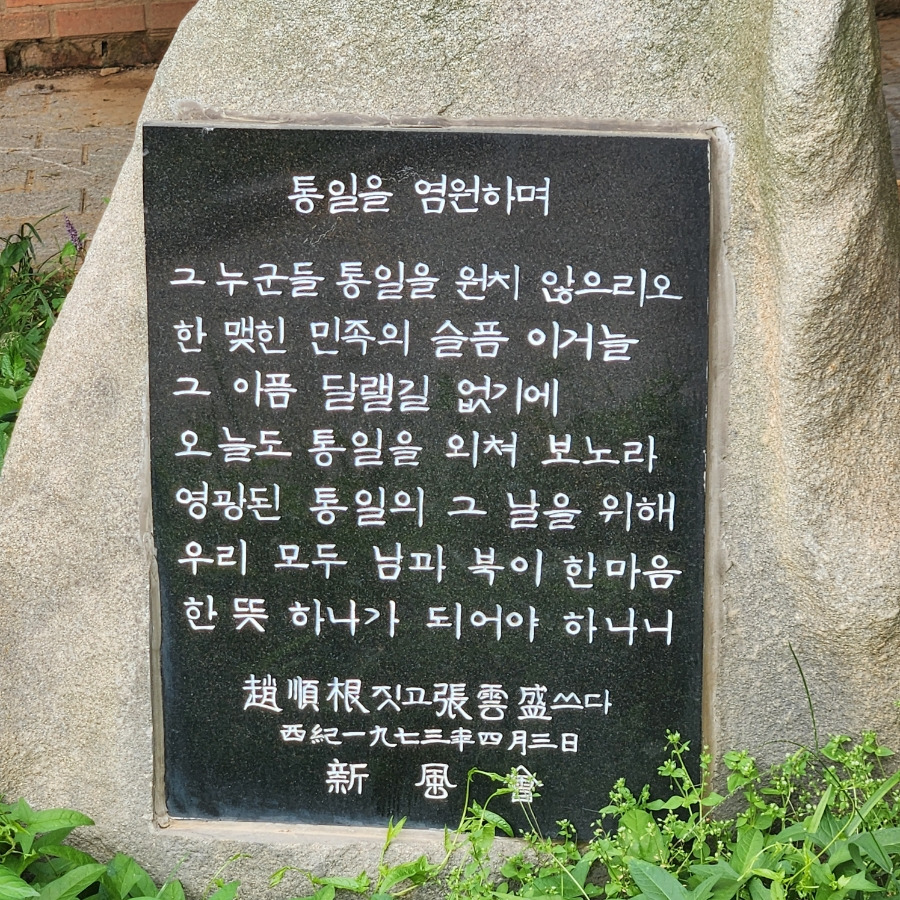 통일을 염원하며
그 누군들 통일을 원치 않으리오
한 맺힌 민족의 슬픔 이거늘
그 아픔 달랠길 없기에
오늘도 통일을 외쳐 보노라
영광된 통일의 그 날을 위해
우리 모두 남과 북이 한마음
한 뜻 하나가 되어야 하나니
趙順根짓고張雲盛쓰다
西紀一九七三年四月三日
新風會